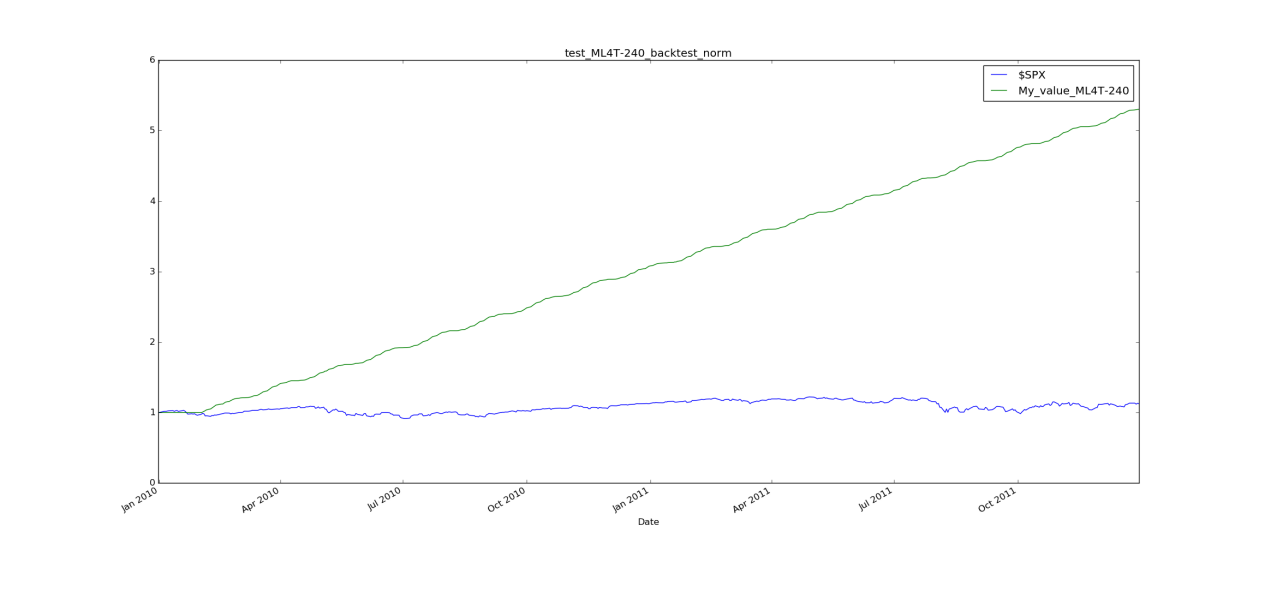 test_ML4T-240_backtest_norm
$SPX
My_value_ML4T-240
6
5
4
3
2
1
0
Jan 2010
Apr 2010
Jul 2010
Oct 2010
Jan 2011
Apr 2011
Jul 2011
Oct 2011
Date